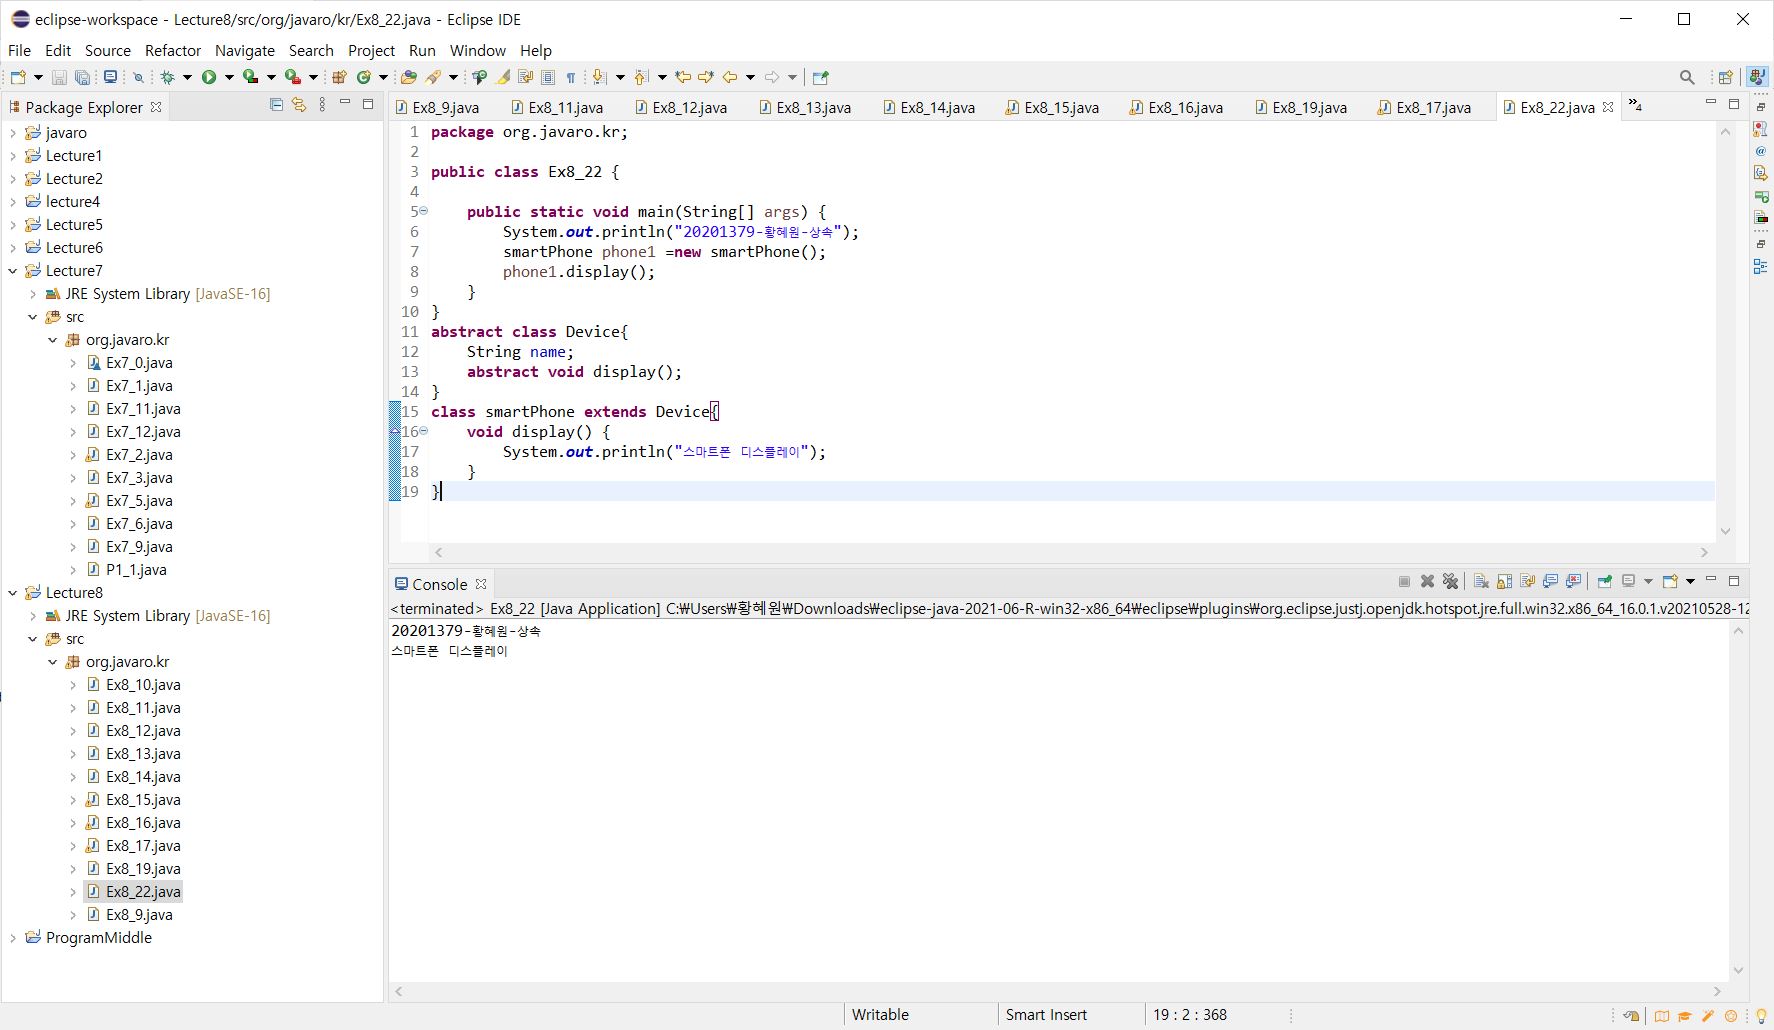 eclipse-workspace - Lecture8/src/org/javaro/kr/Ex8_22.java - Eclipse IDE
File Edit Source Refactor Navigate Search Project Run Window Help
Package Explorer
javaro
Lecture1
Lecture2
lecture4
Lecture5
Lecture6
Lecture7
JRE System Library [JavaSE-16]
src
org.javaro.kr
Ex7_0.java
Ex7_1.java
Ex7_11.java
Ex7_12.java
Ex7_2.java
Ex7_3.java
Ex7_5.java
Ex7_6.java
Ex7_9.java
P1_1.java
Lecture8
JRE System Library [JavaSE-16]
src
org.javaro.kr
Ex8_10.java
Ex8_11.java
Ex8_12.java
Ex8_13.java
Ex8_14.java
Ex8_15.java
Ex8_16.java
Ex8_17.java
Ex8_19.java
Ex8_22.java
Ex8_9.java
ProgramMiddle
Ex8_9.java Ex8_11.java Ex8_12.java Ex8_13.java Ex8_14.java Ex8_15.java Ex8_16.java Ex8_19.java Ex8_17.java Ex8_22.java »4
1 package org.javaro.kr;
2
3 public class Ex8_22 {
4
5 public static void main(String[] args) {
6 System.out.println("20201379-황혜원-상속");
7 smartPhone phone1 =new smartPhone();
8 phone1.display();
9 }
10 }
11 abstract class Device{
12 String name;
13 abstract void display();
14 }
15 class smartPhone extends Device{
16 void display() {
17 System.out.println("스마트폰 디스플레이");
18 }
19 }
Console
<terminated> Ex8_22 [Java Application] C:₩Users₩황혜원₩Downloads₩eclipse-java-2021-06-R-win32-x86_64₩eclipse₩plugins₩org.eclipse.justj.openjdk.hotspot.jre.full.win32.x86_64_16.0.1.v20210528-12
20201379-황혜원-상속
스마트폰 디스플레이
Writable Smart Insert 19 : 2 : 368